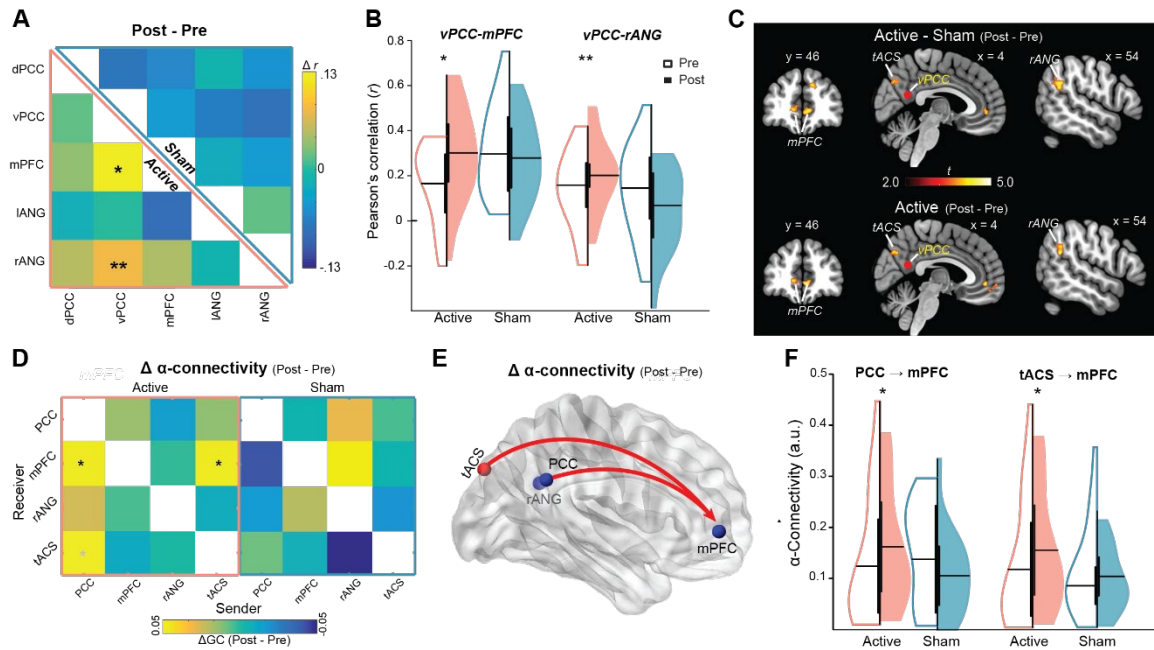 A
Post - Pre
dPCC
vPCC
mPFC
lANG
rANG
Sham
Active
*
**
dPCC
vPCC
mPFC
lANG
rANG
Δ r
.13
0
-.13
B
vPCC-mPFC
vPCC-rANG
*
**
Pre
Post
Pearson's correlation (r)
0.8
0.6
0.4
0.2
0
-0.2
Active
Sham
Active
Sham
C
Active - Sham (Post - Pre)
y = 46
tACS
x = 4
rANG
x = 54
vPCC
mPFC
t
2.0
5.0
Active (Post - Pre)
y = 46
tACS
x = 4
rANG
x = 54
vPCC
mPFC
D
Δ α-connectivity (Post - Pre)
mPFC
Active
Sham
Receiver
PCC
mPFC
rANG
tACS
*
*
*
PCC
mPFC
rANG
tACS
PCC
mPFC
rANG
tACS
Sender
0.05
-0.05
ΔGC (Post - Pre)
E
Δ α-connectivity (Post - Pre)
tACS
PCC
rANG
mPFC
F
PCC → mPFC
tACS → mPFC
*
*
α-Connectivity (a.u.)
0.5
0.4
0.3
0.2
0.1
Active
Sham
Active
Sham